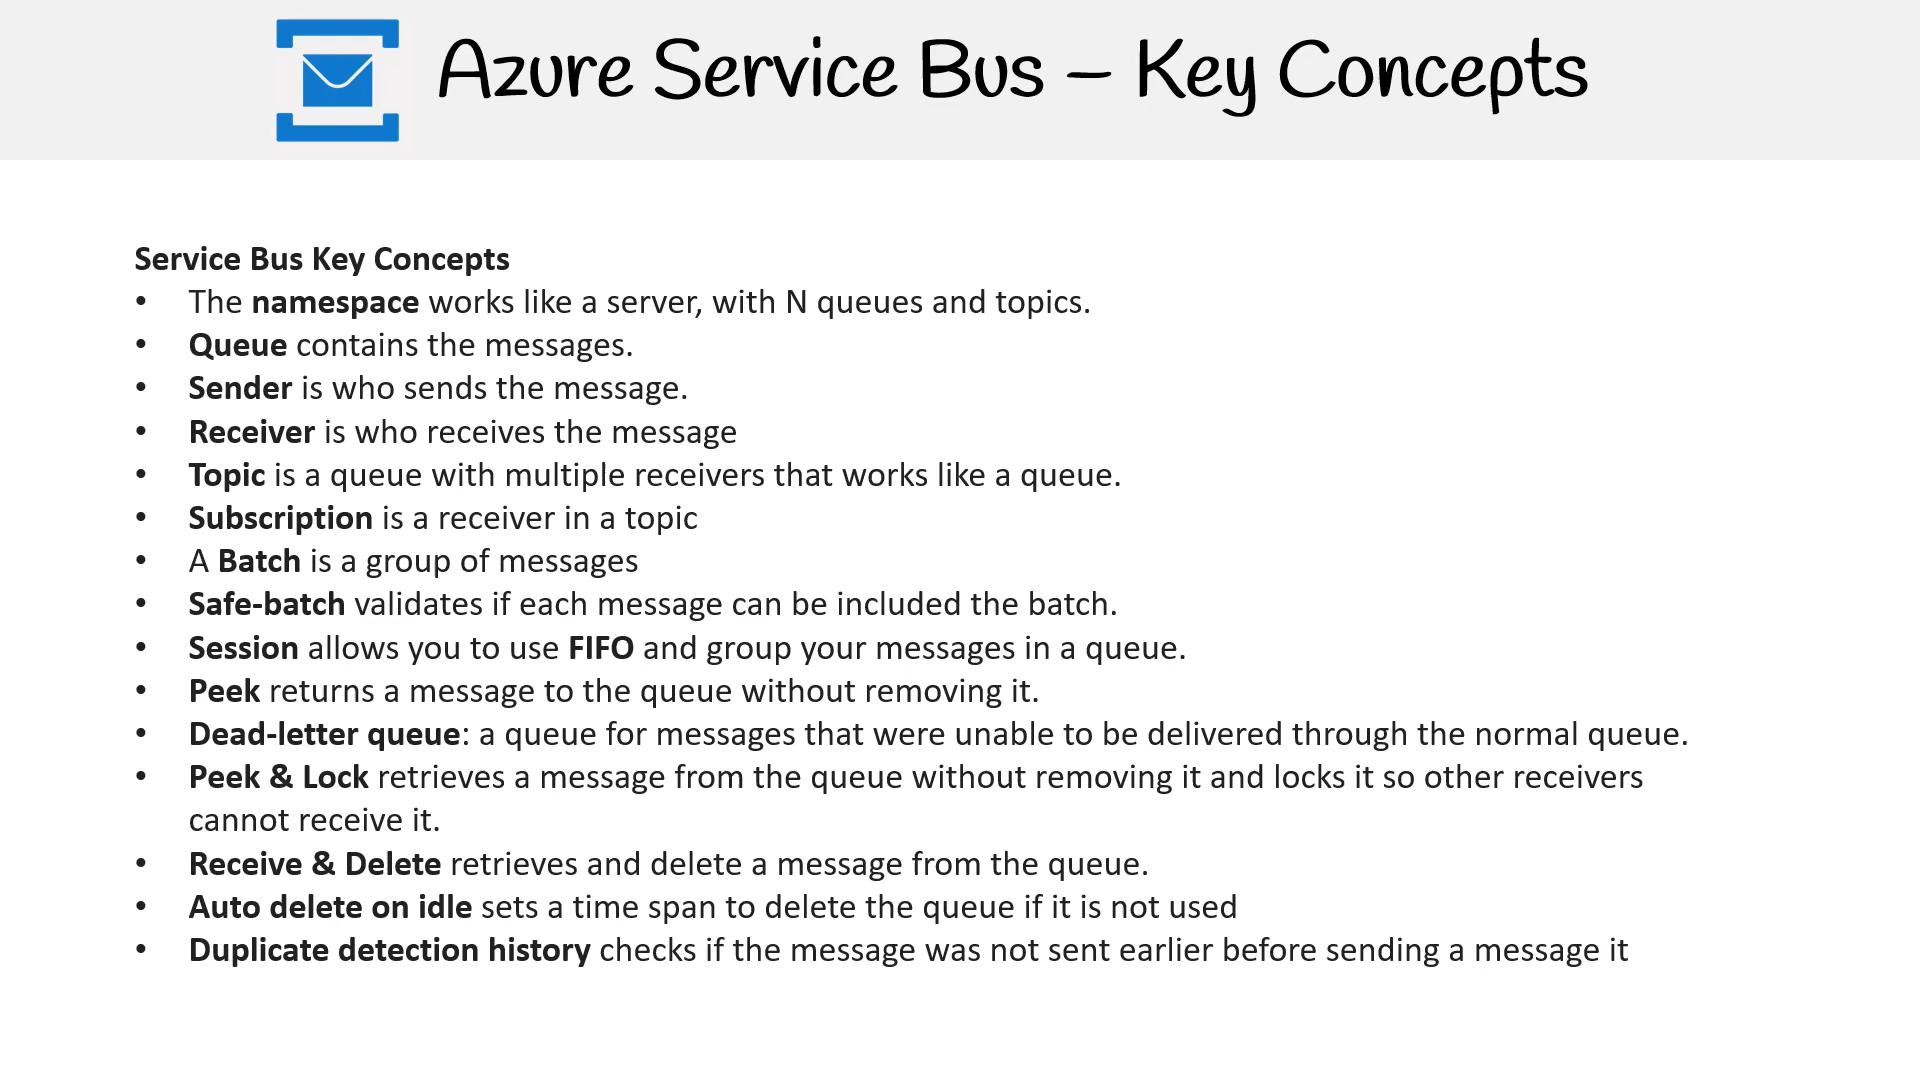 Azure Service Bus – Key Concepts
Service Bus Key Concepts
• The namespace works like a server, with N queues and topics.
• Queue contains the messages.
• Sender is who sends the message.
• Receiver is who receives the message
• Topic is a queue with multiple receivers that works like a queue.
• Subscription is a receiver in a topic
• A Batch is a group of messages
• Safe-batch validates if each message can be included the batch.
• Session allows you to use FIFO and group your messages in a queue.
• Peek returns a message to the queue without removing it.
• Dead-letter queue: a queue for messages that were unable to be delivered through the normal queue.
• Peek & Lock retrieves a message from the queue without removing it and locks it so other receivers
cannot receive it.
• Receive & Delete retrieves and delete a message from the queue.
• Auto delete on idle sets a time span to delete the queue if it is not used
• Duplicate detection history checks if the message was not sent earlier before sending a message it